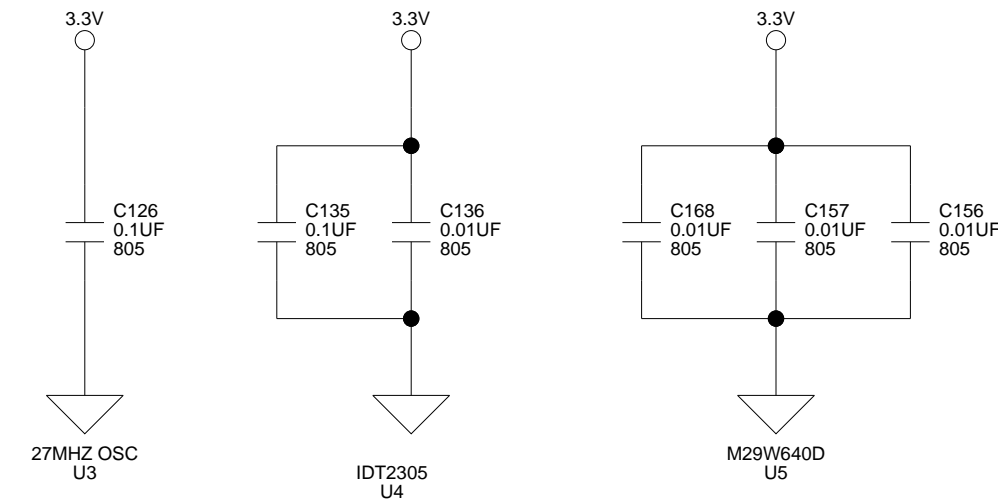 3.3V
3.3V
3.3V
C126
0.1UF
805
C135
0.1UF
805
C136
0.01UF
805
C168
0.01UF
805
C157
0.01UF
805
C156
0.01UF
805
27MHZ OSC
U3
IDT2305
U4
M29W640D
U5